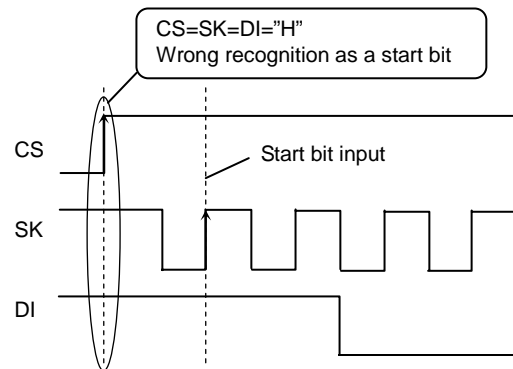 CS=SK=DI=”H”
Wrong recognition as a start bit
CS
Start bit input
SK
DI